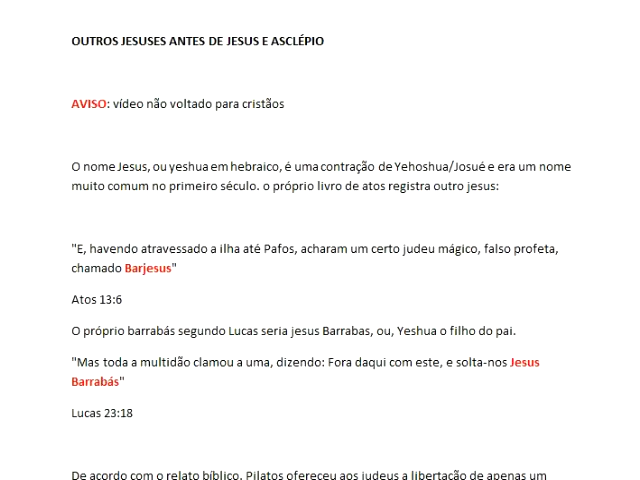 OUTROS JESUSES ANTES DE JESUS E ASCLÉPIO
AVISO: vídeo não voltado para cristãos
O nome Jesus, ou yeshua em hebraico, é uma contração de Yehoshua/Josué e era um nome
muito comum no primeiro século. o próprio livro de atos registra outro jesus:
"E, havendo atravessado a ilha até Pafos, acharam um certo judeu mágico, falso profeta,
chamado Barjesus"
Atos 13:6
O próprio barrabás segundo Lucas seria jesus Barrabas, ou, Yeshua o filho do pai.
"Mas toda a multidão clamou a uma, dizendo: Fora daqui com este, e solta-nos Jesus
Barrabás"
Lucas 23:18
De acordo com o relato bíblico, Pilatos ofereceu aos judeus a libertação de apenas um